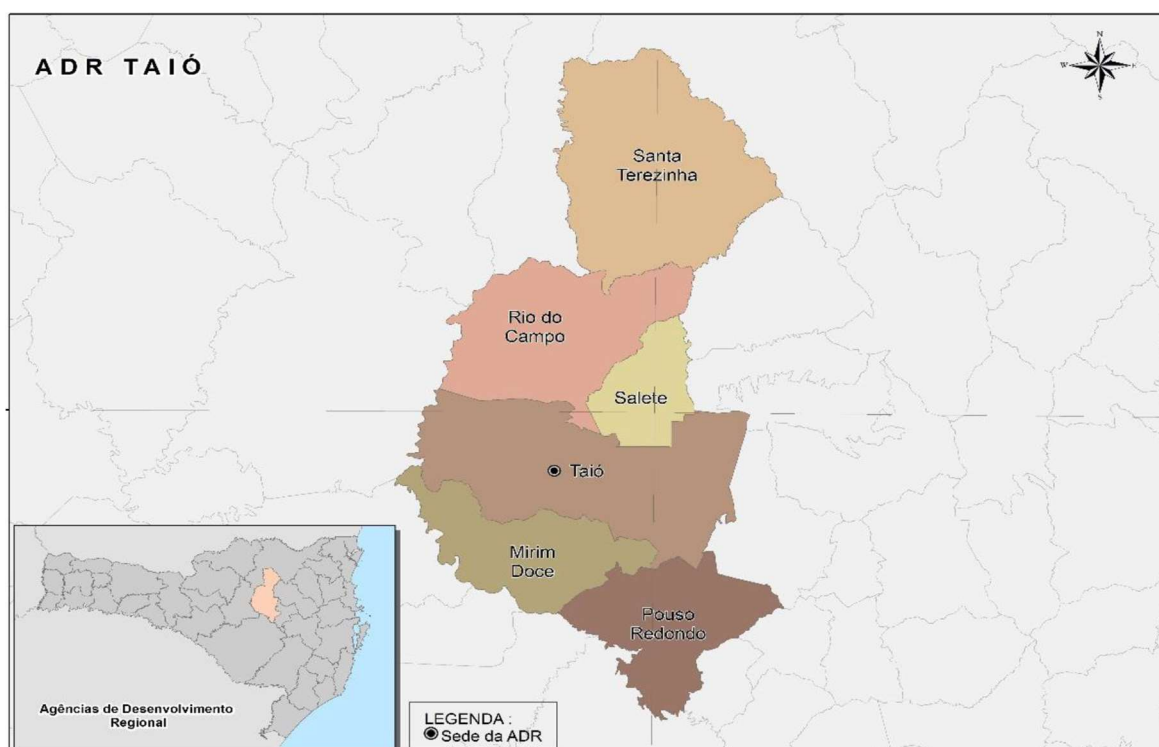 ADR TAIÓ
N
W
E
S
Santa
Terezinha
Rio do
Campo
Salete
Taió
Mirim
Doce
Pouso
Redondo
Agências de Desenvolvimento
Regional
LEGENDA :
Sede da ADR